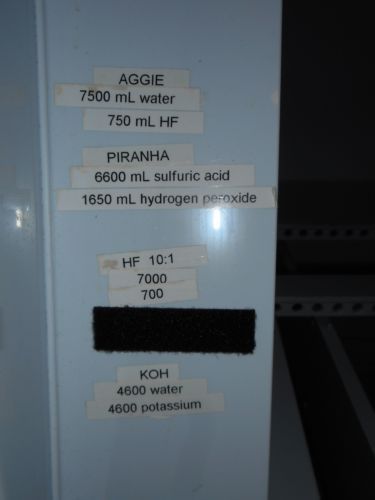 AGGIE
7500 mL water
750 mL HF
PIRANHA
6600 mL sulfuric acid
1650 mL hydrogen peroxide
HF 10:1
7000
700
KOH
4600 water
4600 potassium